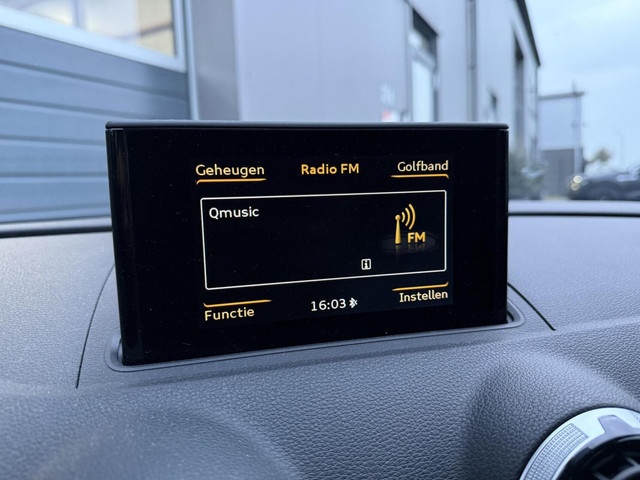 Geheugen Radio FM Golfband
Qmusic
FM
i
Functie 16:03 Instellen